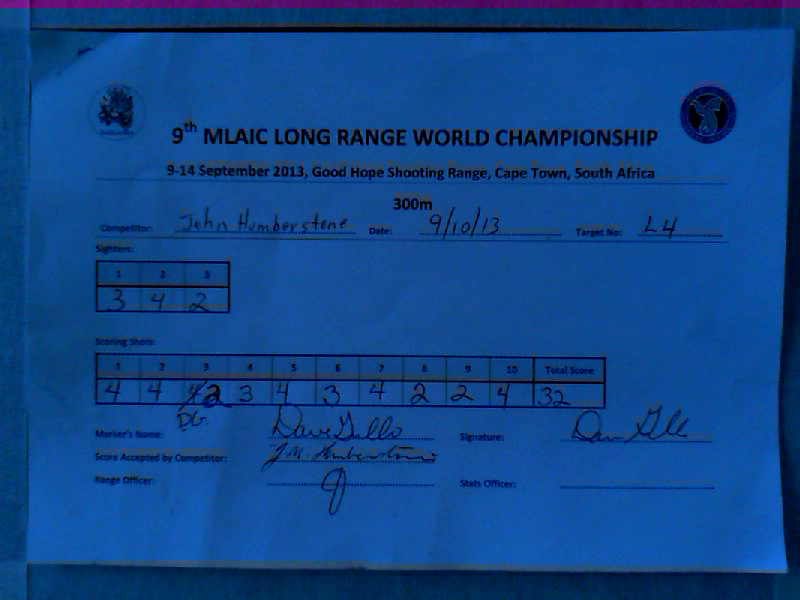 9th MLAIC LONG RANGE WORLD CHAMPIONSHIP
9-14 September 2013, Good Hope Shooting Range, Cape Town, South Africa
300m
Competitor: John Humberstone Date: 9/10/13 Target No: L4
Sighters:
1 2 3
3 4 2
Scoring Shots:
1 2 3 4 5 6 7 8 9 10 Total Score
4 4 2 3 4 3 4 2 2 4 32
DG
Marker's Name: Dave Gullo Signature:
Score Accepted by Competitor: J.M. Humberstone
Range Officer: Stats Officer: